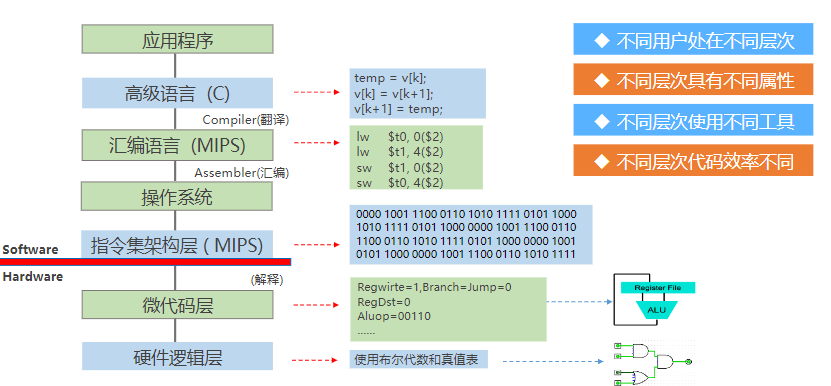 应用程序
高级语言 (C)
Compiler(翻译)
汇编语言 (MIPS)
Assembler(汇编)
操作系统
指令集架构层 ( MIPS)
Software
Hardware
(解释)
微代码层
硬件逻辑层
temp = v[k];
v[k] = v[k+1];
v[k+1] = temp;
lw $t0, 0($2)
lw $t1, 4($2)
sw $t1, 0($2)
sw $t0, 4($2)
0000 1001 1100 0110 1010 1111 0101 1000
1010 1111 0101 1000 0000 1001 1100 0110
1100 0110 1010 1111 0101 1000 0000 1001
0101 1000 0000 1001 1100 0110 1010 1111
Regwirte=1,Branch=Jump=0
RegDst=0
Aluop=00110
......
使用布尔代数和真值表
Register File
ALU
◆ 不同用户处在不同层次
◆ 不同层次具有不同属性
◆ 不同层次使用不同工具
◆ 不同层次代码效率不同